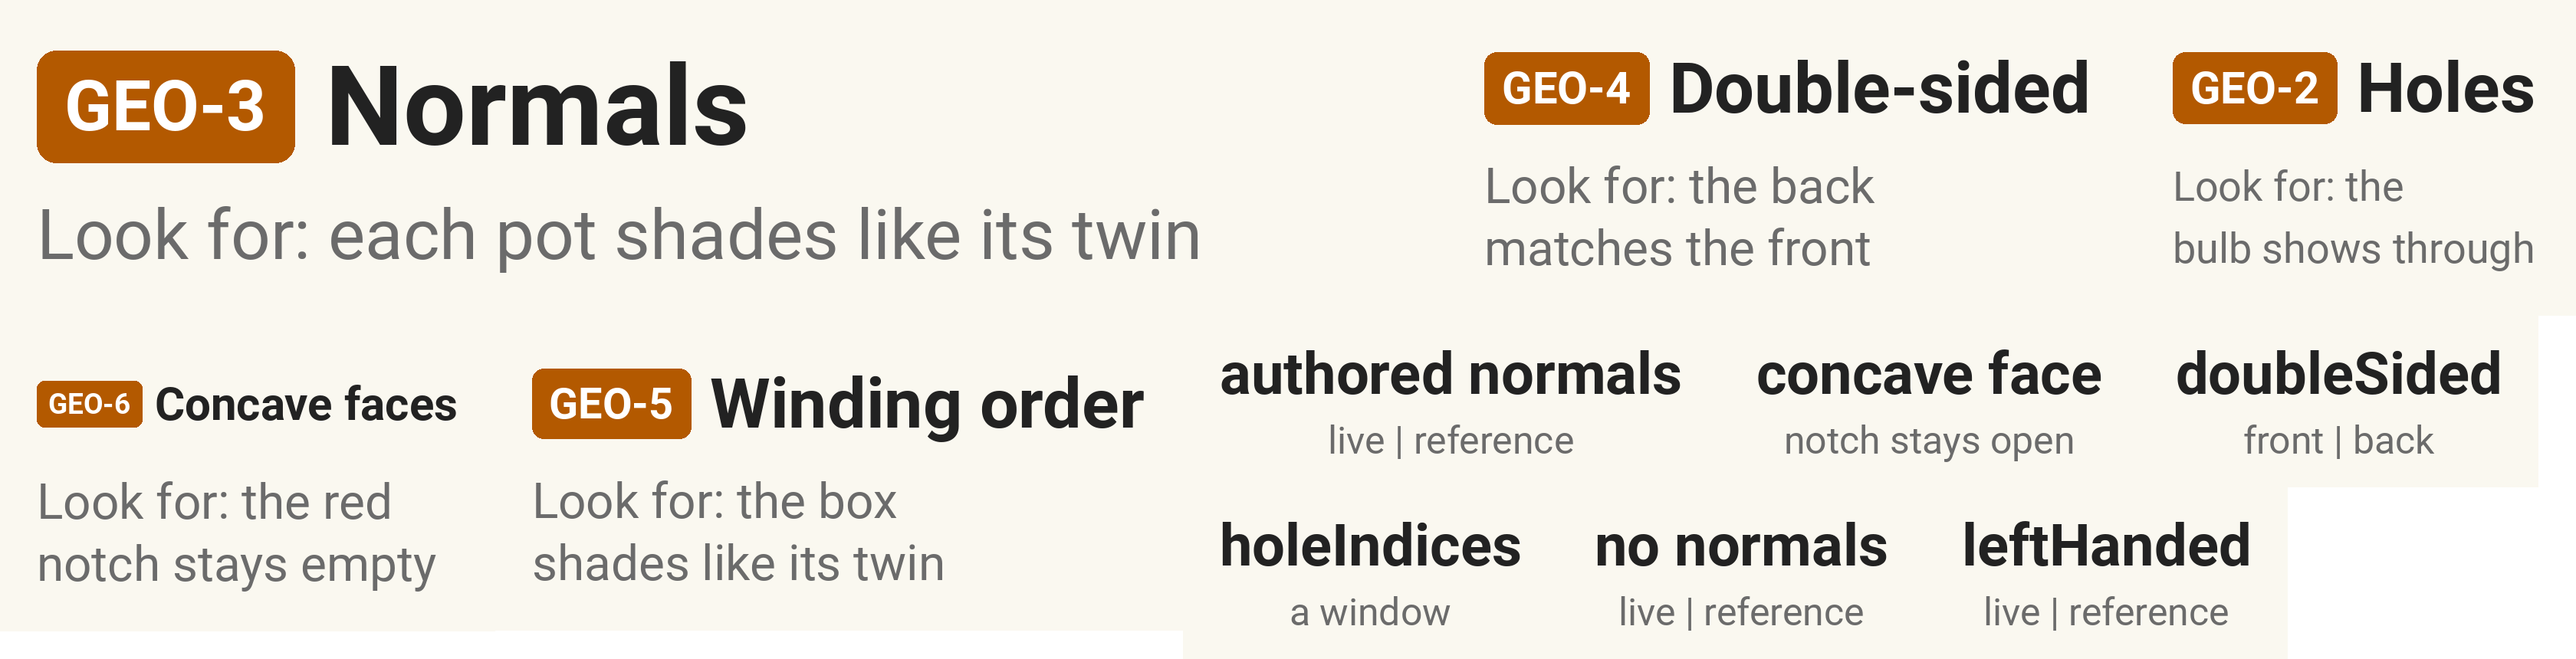 GEO-3 Normals
Look for: each pot shades like its twin
GEO-4 Double-sided
Look for: the back
matches the front
GEO-2 Holes
Look for: the
bulb shows through
GEO-6 Concave faces
Look for: the red
notch stays empty
GEO-5 Winding order
Look for: the box
shades like its twin
authored normals
live | reference
concave face
notch stays open
doubleSided
front | back
holeIndices
a window
no normals
live | reference
leftHanded
live | reference